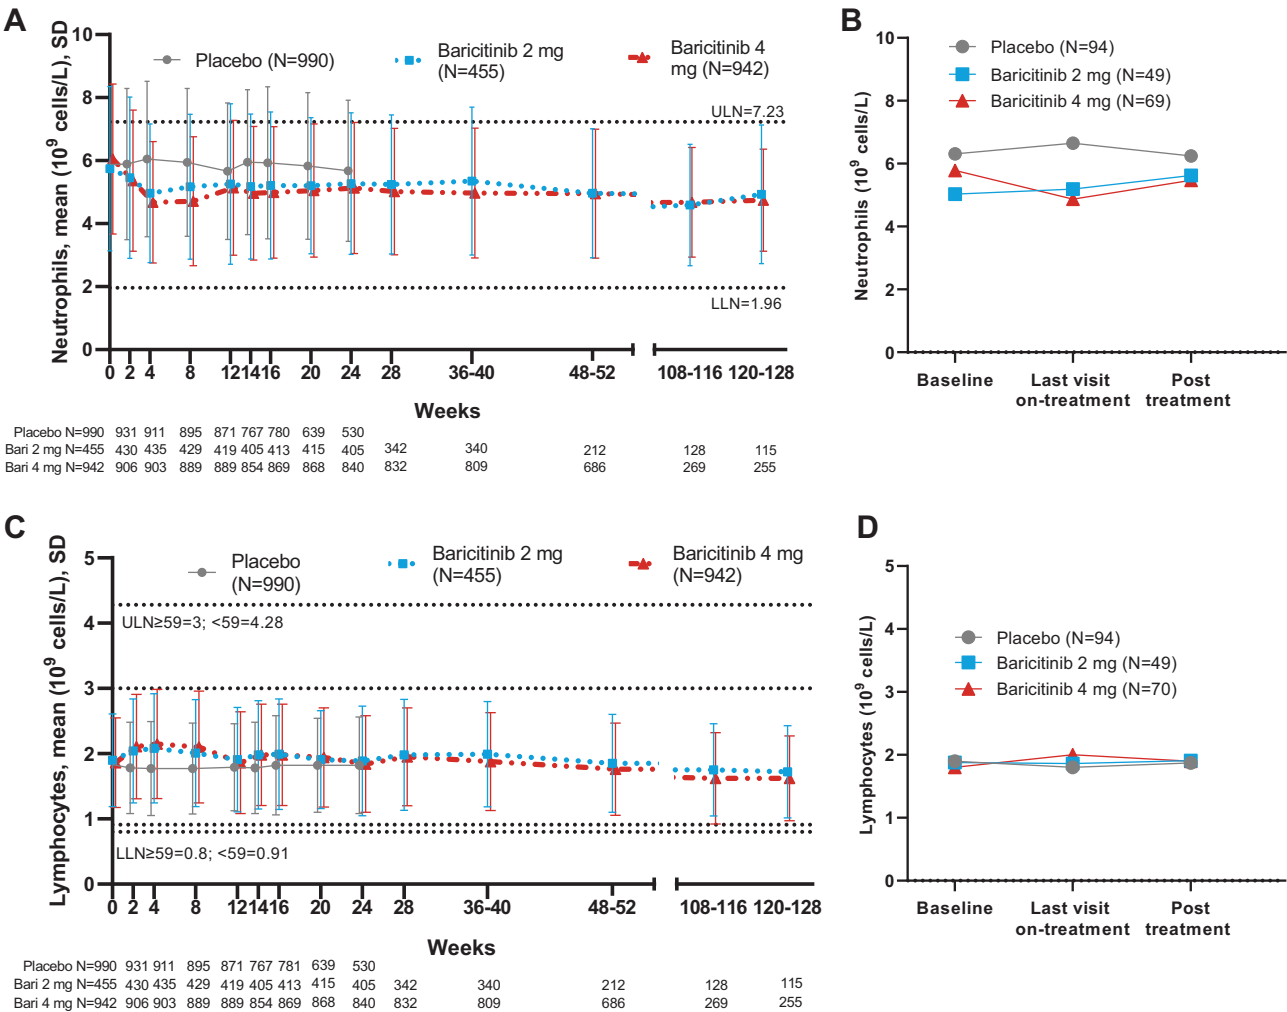 A
Neutrophils, mean (10⁹ cells/L), SD
Placebo (N=990)
Baricitinib 2 mg
(N=455)
Baricitinib 4
mg (N=942)
10
8
6
4
2
0
ULN=7.23
LLN=1.96
0 2 4 8 12 14 16 20 24 28 36-40 48-52 108-116 120-128
Weeks
Placebo N=990 931 911 895 871 767 780 639 530
Bari 2 mg N=455 430 435 429 419 405 413 415 405 342 340 212 128 115
Bari 4 mg N=942 906 903 889 889 854 869 868 840 832 809 686 269 255
B
Neutrophils (10⁹ cells/L)
Placebo (N=94)
Baricitinib 2 mg (N=49)
Baricitinib 4 mg (N=69)
10
8
6
4
2
0
Baseline Last visit Post
on-treatment treatment
C
Lymphocytes, mean (10⁹ cells/L), SD
Placebo
(N=990)
Baricitinib 2 mg
(N=455)
Baricitinib 4 mg
(N=942)
5
4
3
2
1
0
ULN≥59=3; <59=4.28
LLN≥59=0.8; <59=0.91
0 2 4 8 12 14 16 20 24 28 36-40 48-52 108-116 120-128
Weeks
Placebo N=990 931 911 895 871 767 781 639 530
Bari 2 mg N=455 430 435 429 419 405 413 415 405 342 340 212 128 115
Bari 4 mg N=942 906 903 889 889 854 869 868 840 832 809 686 269 255
D
Lymphocytes (10⁹ cells/L)
Placebo (N=94)
Baricitinib 2 mg (N=49)
Baricitinib 4 mg (N=70)
5
4
3
2
1
0
Baseline Last visit Post
on-treatment treatment